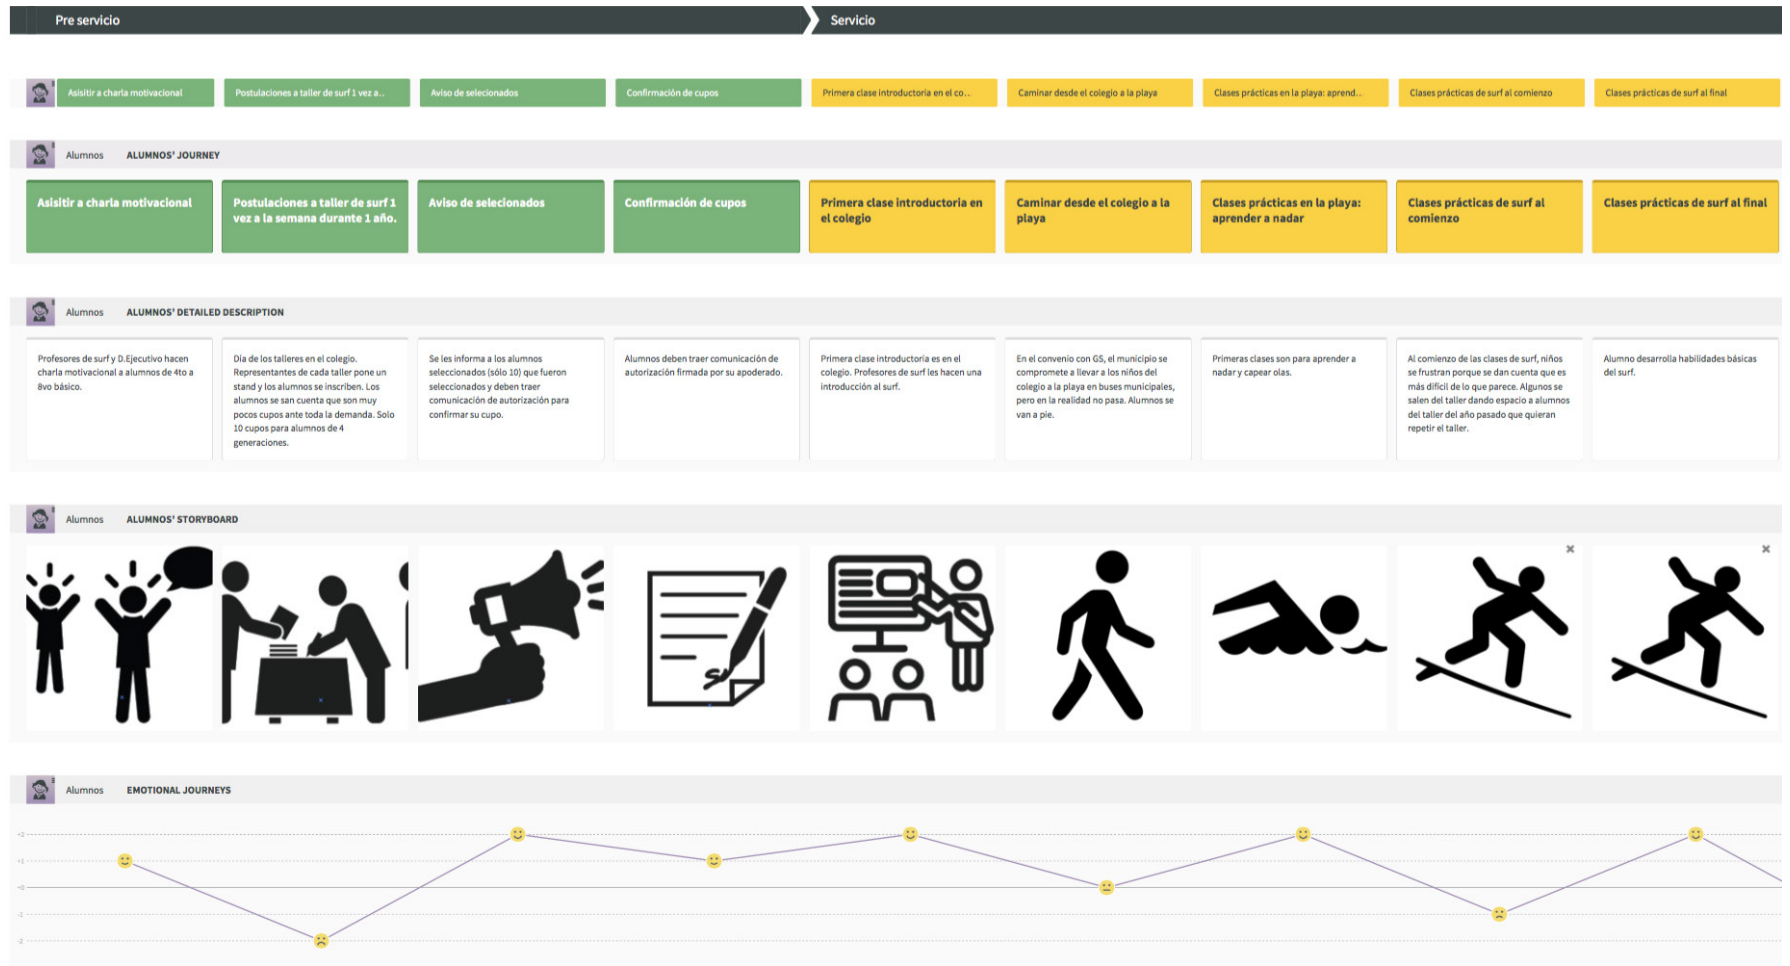 Pre servicio
Servicio
Asisitir a charla motivacional
Postulaciones a taller de surf 1 vez a...
Aviso de selecionados
Confirmación de cupos
Primera clase introductoria en el co...
Caminar desde el colegio a la playa
Clases prácticas en la playa: aprend...
Clases prácticas de surf al comienzo
Clases prácticas de surf al final
Alumnos ALUMNOS' JOURNEY
Asisitir a charla motivacional
Postulaciones a taller de surf 1
vez a la semana durante 1 año.
Aviso de selecionados
Confirmación de cupos
Primera clase introductoria en
el colegio
Caminar desde el colegio a la
playa
Clases prácticas en la playa:
aprender a nadar
Clases prácticas de surf al
comienzo
Clases prácticas de surf al final
Alumnos ALUMNOS' DETAILED DESCRIPTION
Profesores de surf y D.Ejecutivo hacen
charla motivacional a alumnos de 4to a
8vo básico.
Dia de los talleres en el colegio.
Representantes de cada taller pone un
stand y los alumnos se inscriben. Los
alumnos se san cuenta que son muy
pocos cupos ante toda la demanda. Solo
10 cupos para alumnos de 4
generaciones.
Se les informa a los alumnos
seleccionados (sólo 10) que fueron
seleccionados y deben traer
comunicación de autorización para
confirmar su cupo.
Alumnos deben traer comunicación de
autorización firmada por su apoderado.
Primera clase introductoria es en el
colegio. Profesores de surf les hacen una
introducción al surf.
En el convenio con GS, el municipio se
compromete a llevar a los niños del
colegio a la playa en buses municipales,
pero en la realidad no pasa. Alumnos se
van a pie.
Primeras clases son para aprender a
nadar y capear olas.
Al comienzo de las clases de surf, niños
se frustran porque se dan cuenta que es
más difícil de lo que parece. Algunos se
salen del taller dando espacio a alumnos
del taller del año pasado que quieran
repetir el taller.
Alumno desarrolla habilidades básicas
del surf.
Alumnos ALUMNOS' STORYBOARD
Alumnos EMOTIONAL JOURNEYS
+2
+1
+0
-1
-2